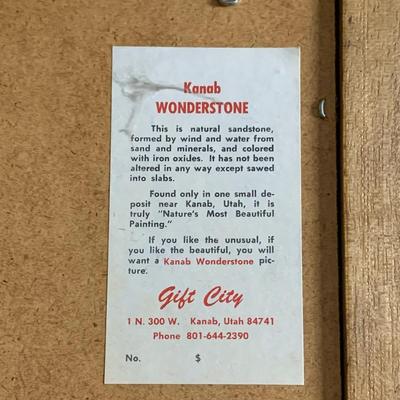 Kanab
WONDERSTONE
This is natural sandstone,
formed by wind and water from
sand and minerals, and colored
with iron oxides. It has not been
altered in any way except sawed
into slabs.
Found only in one small de-
posit near Kanab, Utah, it is
truly "Nature's Most Beautiful
Painting."
If you like the unusual, if
you like the beautiful, you will
want a Kanab Wonderstone pic-
ture.
Gift City
1 N. 300 W. Kanab, Utah 84741
Phone 801-644-2390
No. $